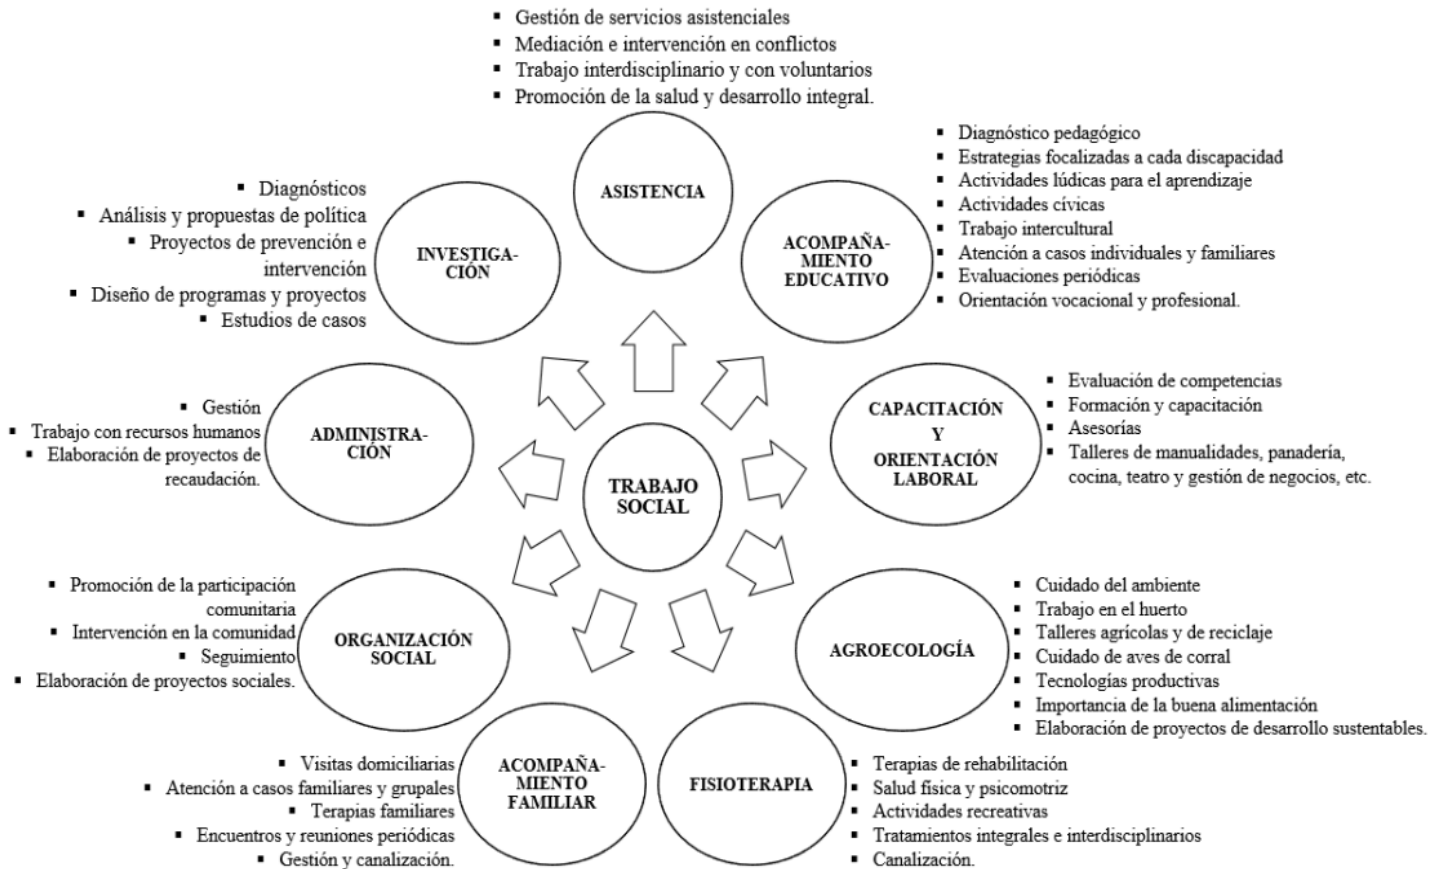 ▪ Gestión de servicios asistenciales
▪ Mediación e intervención en conflictos
▪ Trabajo interdisciplinario y con voluntarios
▪ Promoción de la salud y desarrollo integral.
ASISTENCIA
▪ Diagnóstico pedagógico
▪ Estrategias focalizadas a cada discapacidad
▪ Actividades lúdicas para el aprendizaje
▪ Actividades cívicas
▪ Trabajo intercultural
▪ Atención a casos individuales y familiares
▪ Evaluaciones periódicas
▪ Orientación vocacional y profesional.
ACOMPAÑA-
MIENTO
EDUCATIVO
▪ Diagnósticos
▪ Análisis y propuestas de política
▪ Proyectos de prevención e
intervención
▪ Diseño de programas y proyectos
▪ Estudios de casos
INVESTIGA-
CIÓN
▪ Evaluación de competencias
▪ Formación y capacitación
▪ Asesorías
▪ Talleres de manualidades, panadería,
cocina, teatro y gestión de negocios, etc.
CAPACITACIÓN
Y
ORIENTACIÓN
LABORAL
▪ Gestión
▪ Trabajo con recursos humanos
▪ Elaboración de proyectos de
recaudación.
ADMINISTRA-
CIÓN
TRABAJO
SOCIAL
▪ Promoción de la participación
comunitaria
▪ Intervención en la comunidad
▪ Seguimiento
▪ Elaboración de proyectos sociales.
ORGANIZACIÓN
SOCIAL
AGROECOLOGÍA
▪ Cuidado del ambiente
▪ Trabajo en el huerto
▪ Talleres agrícolas y de reciclaje
▪ Cuidado de aves de corral
▪ Tecnologías productivas
▪ Importancia de la buena alimentación
▪ Elaboración de proyectos de desarrollo sustentables.
▪ Visitas domiciliarias
▪ Atención a casos familiares y grupales
▪ Terapias familiares
▪ Encuentros y reuniones periódicas
▪ Gestión y canalización.
ACOMPAÑA-
MIENTO
FAMILIAR
FISIOTERAPIA
▪ Terapias de rehabilitación
▪ Salud física y psicomotriz
▪ Actividades recreativas
▪ Tratamientos integrales e interdisciplinarios
▪ Canalización.